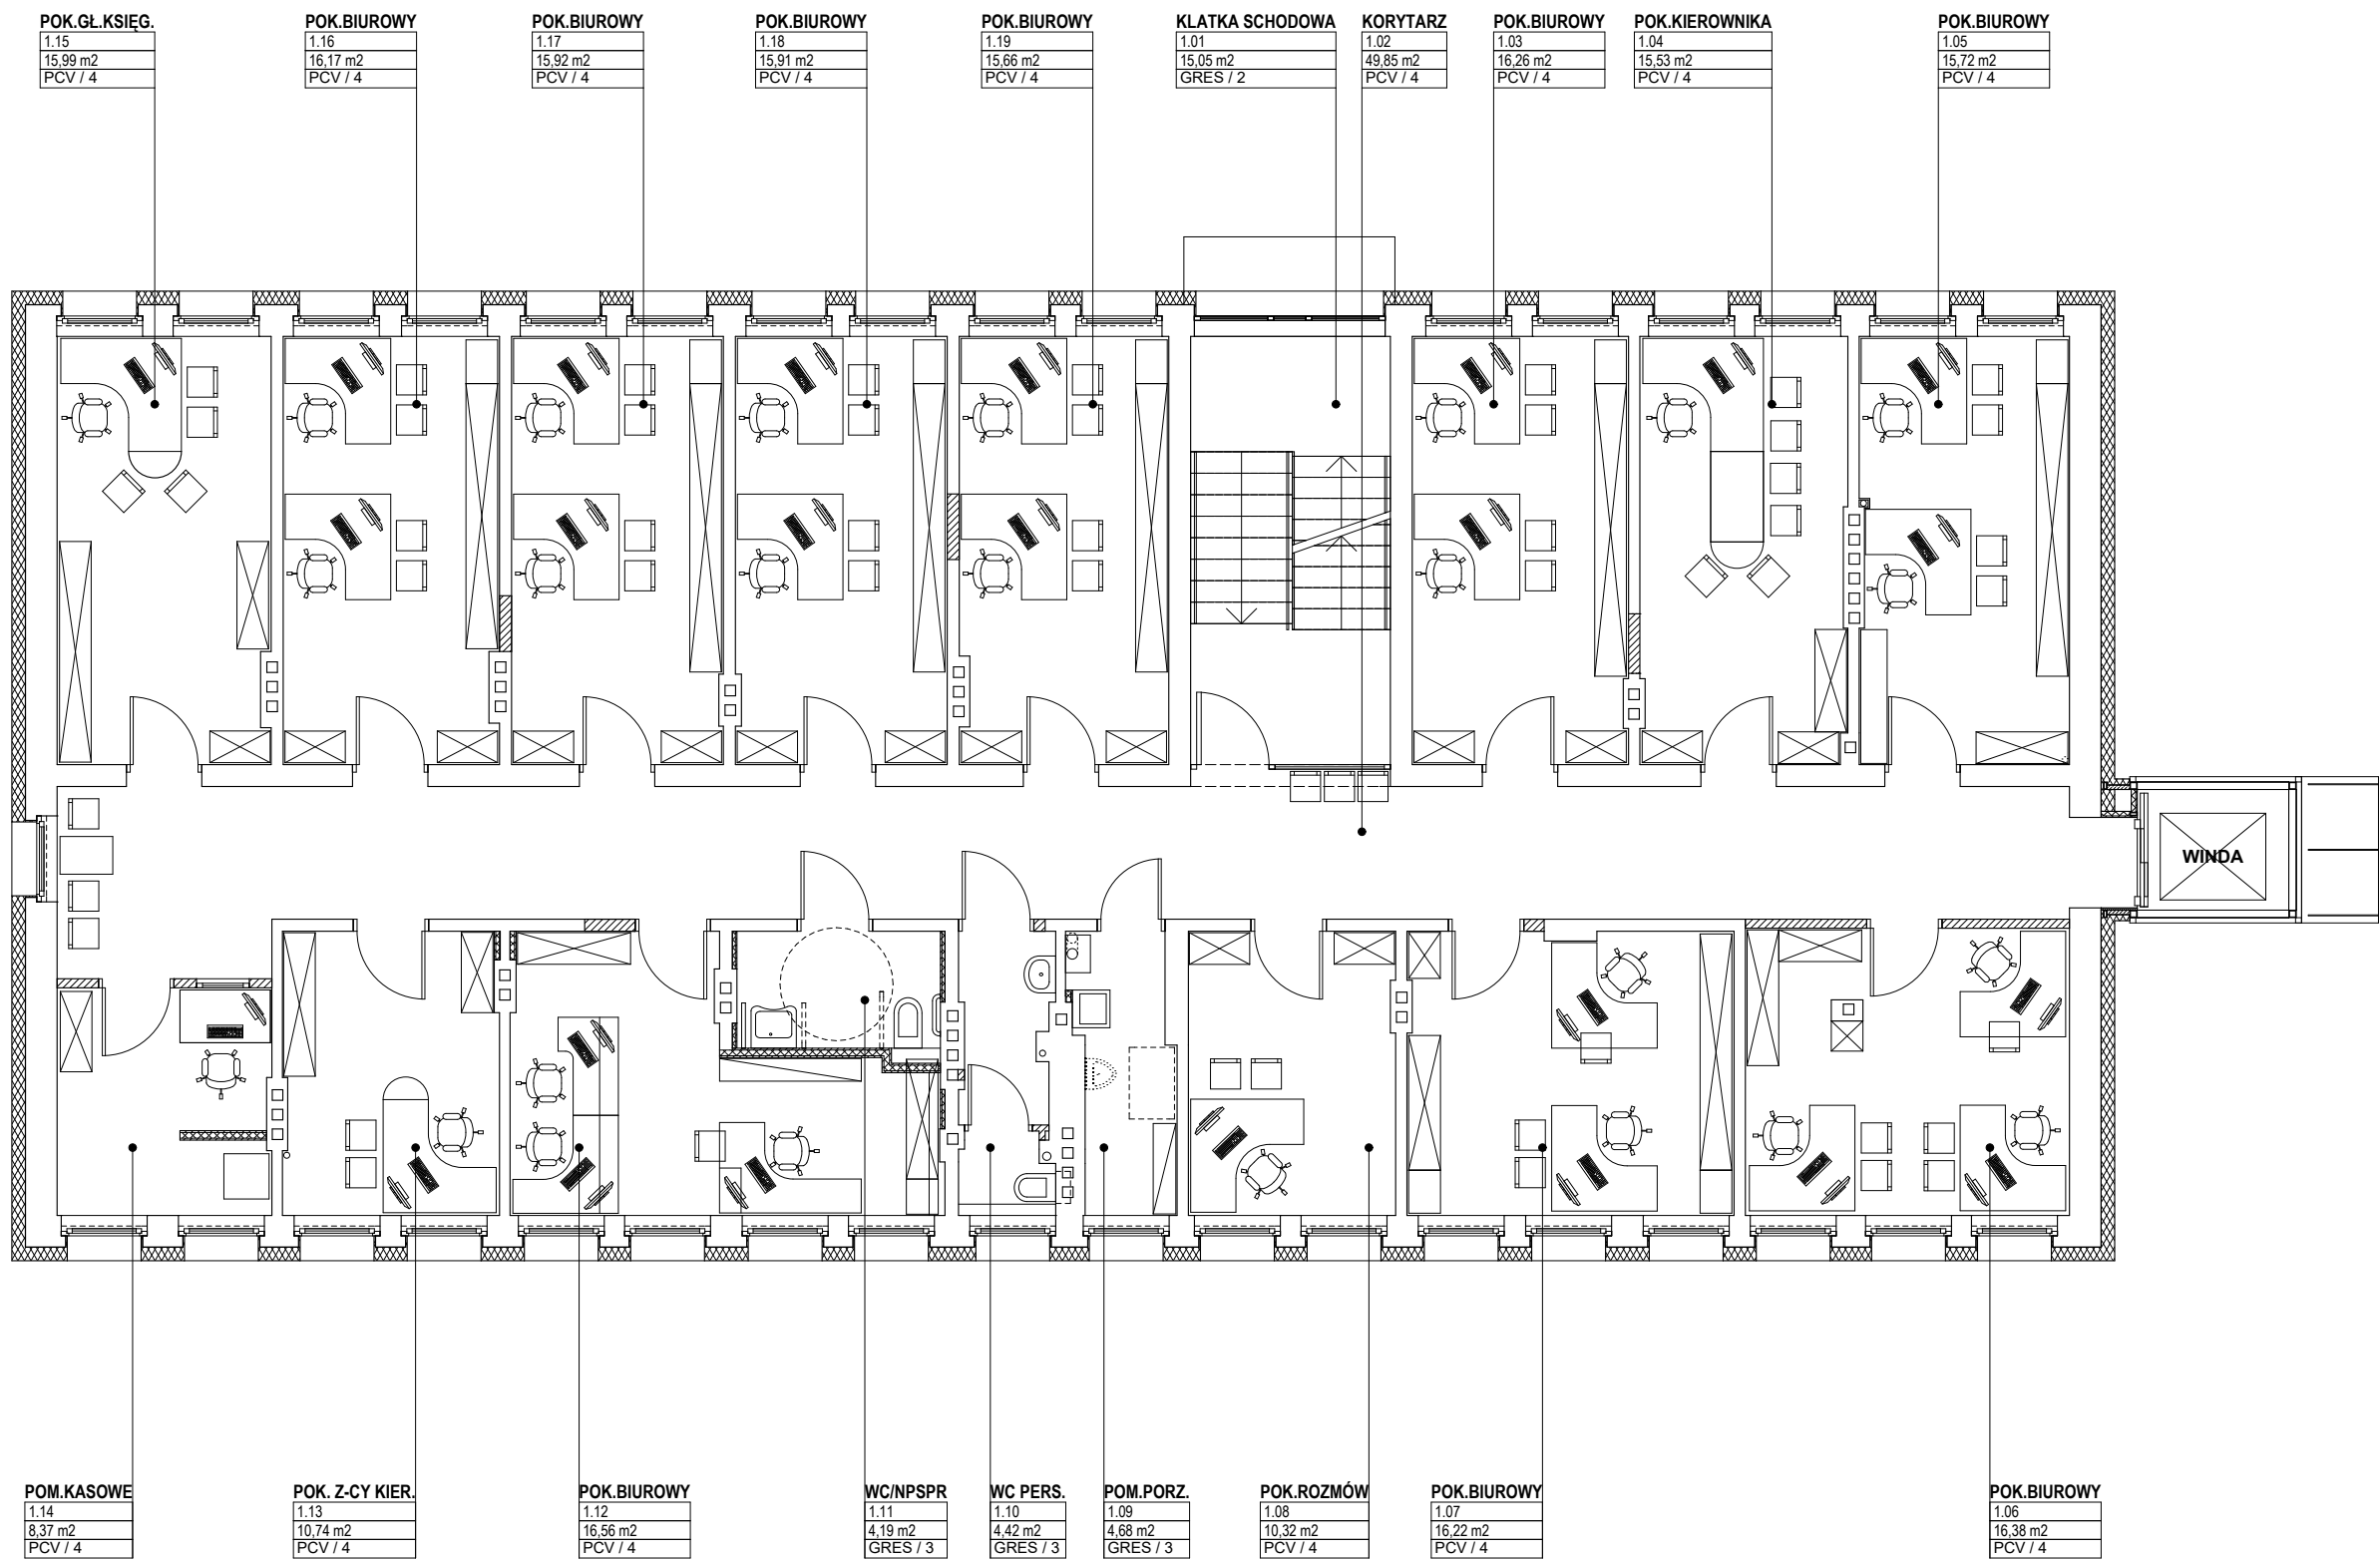 POK.GŁ.KSIĘG.
1.15
15,99 m2
PCV / 4
POK.BIUROWY
1.16
16,17 m2
PCV / 4
POK.BIUROWY
1.17
15,92 m2
PCV / 4
POK.BIUROWY
1.18
15,91 m2
PCV / 4
POK.BIUROWY
1.19
15,66 m2
PCV / 4
KLATKA SCHODOWA
1.01
15,05 m2
GRES / 2
KORYTARZ
1.02
49,85 m2
PCV / 4
POK.BIUROWY
1.03
16,26 m2
PCV / 4
POK.KIEROWNIKA
1.04
15,53 m2
PCV / 4
POK.BIUROWY
1.05
15,72 m2
PCV / 4
WINDA
POM.KASOWE
1.14
8,37 m2
PCV / 4
POK. Z-CY KIER.
1.13
10,74 m2
PCV / 4
POK.BIUROWY
1.12
16,56 m2
PCV / 4
WC/NPSPR
1.11
4,19 m2
GRES / 3
WC PERS.
1.10
4,42 m2
GRES / 3
POM.PORZ.
1.09
4,68 m2
GRES / 3
POK.ROZMÓW
1.08
10,32 m2
PCV / 4
POK.BIUROWY
1.07
16,22 m2
PCV / 4
POK.BIUROWY
1.06
16,38 m2
PCV / 4